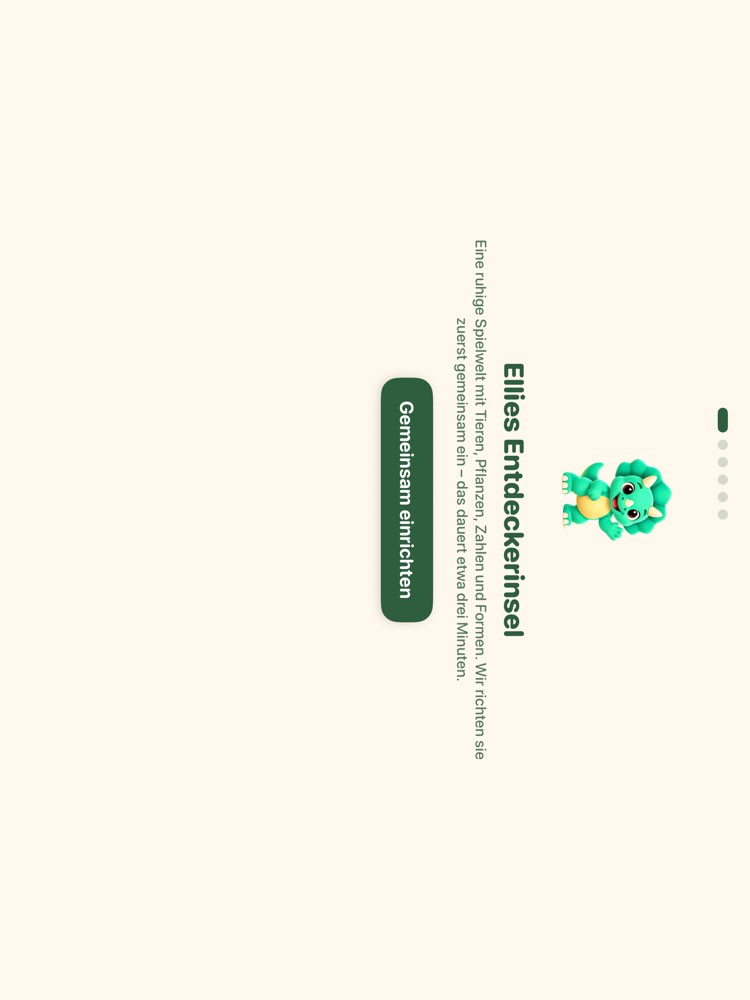 Ellies Entdeckerinsel
Eine ruhige Spielwelt mit Tieren, Pflanzen, Zahlen und Formen. Wir richten sie
zuerst gemeinsam ein – das dauert etwa drei Minuten.
Gemeinsam einrichten